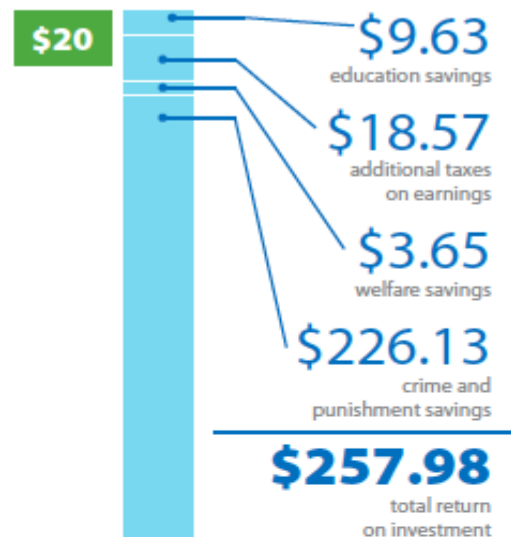 $20
$9.63
education savings
$18.57
additional taxes
on earnings
$3.65
welfare savings
$226.13
crime and
punishment savings
$257.98
total return
on investment